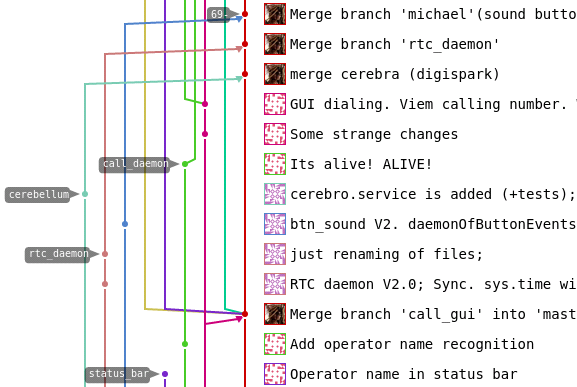 69-
Merge branch 'michael'(sound butto
Merge branch 'rtc_daemon'
merge cerebra (digispark)
GUI dialing. Viem calling number.
Some strange changes
call_daemon
Its alive! ALIVE!
cerebellum
cerebro.service is added (+tests);
btn_sound V2. daemonOfButtonEvents
rtc_daemon
just renaming of files;
RTC daemon V2.0; Sync. sys.time wi
Merge branch 'call_gui' into 'mast
Add operator name recognition
status_bar
Operator name in status bar